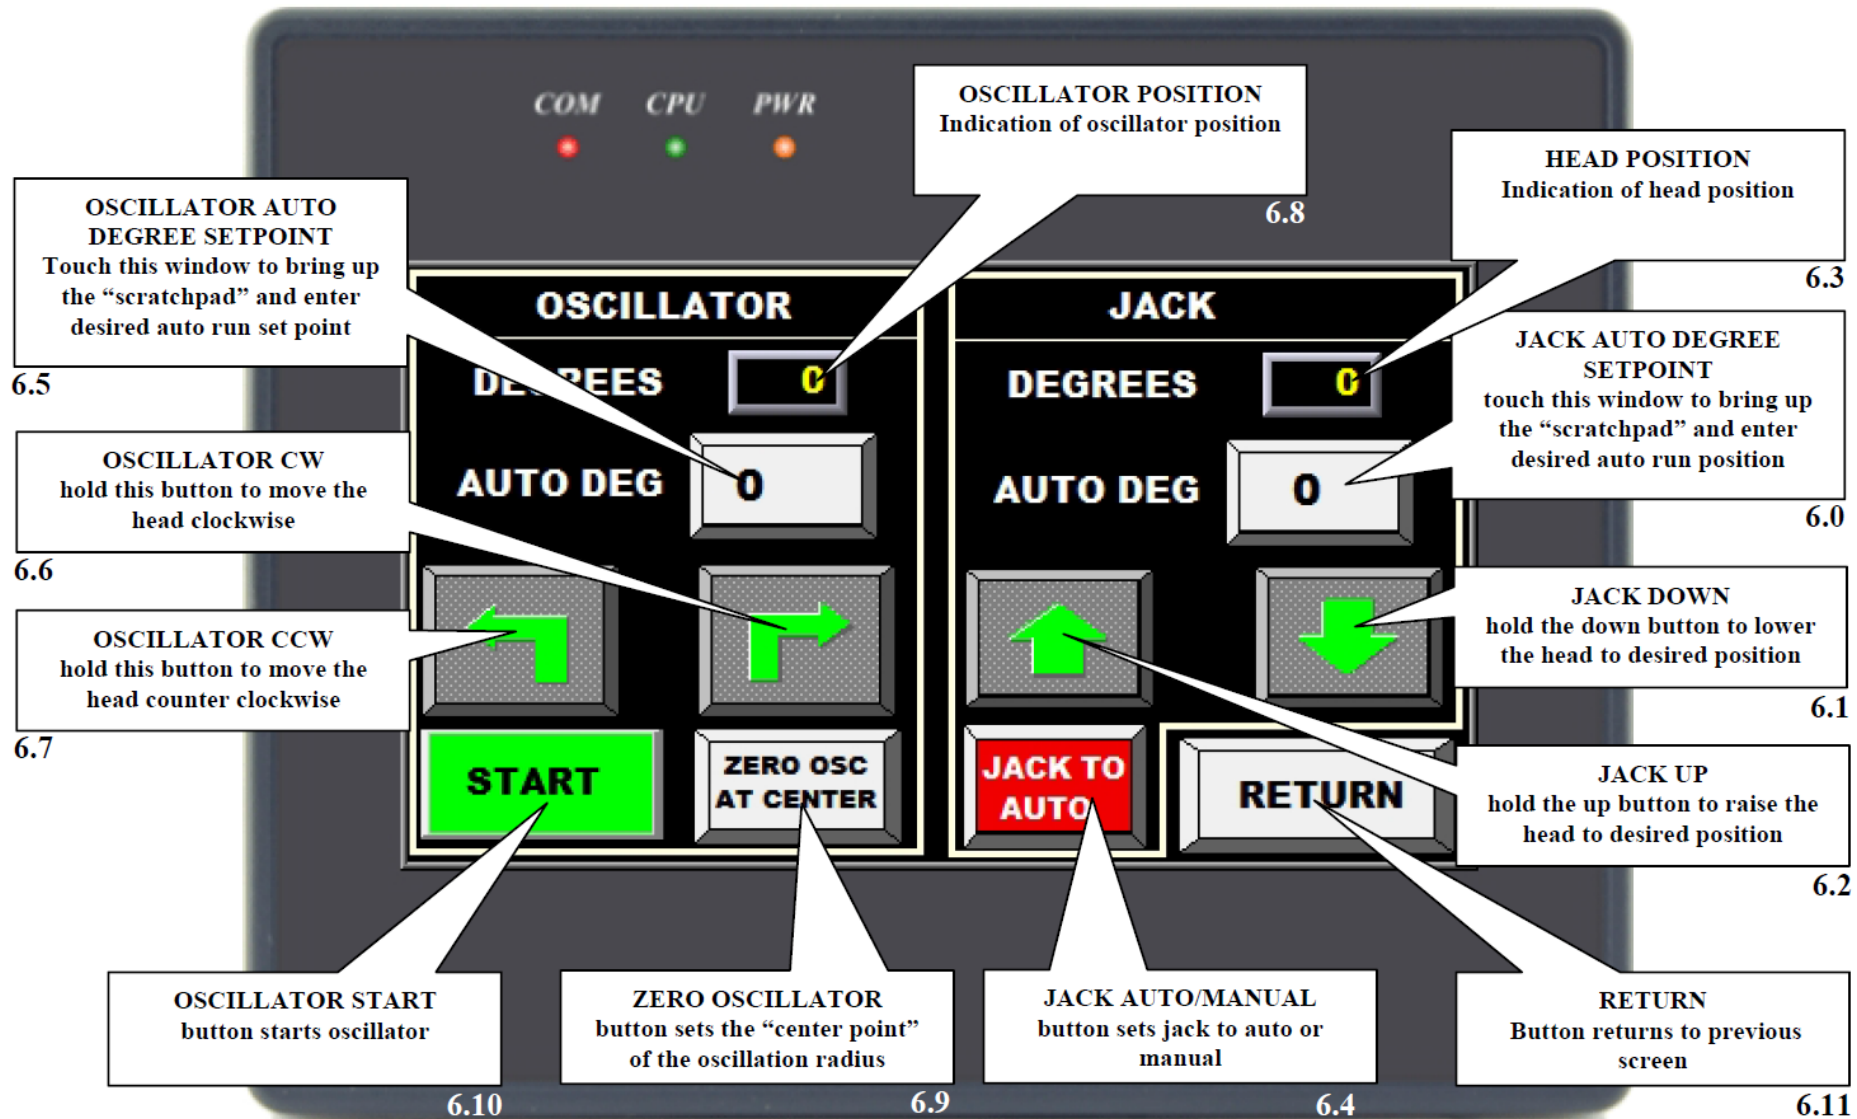 COM CPU PWR
OSCILLATOR POSITION
Indication of oscillator position
6.8
HEAD POSITION
Indication of head position
6.3
OSCILLATOR AUTO
DEGREE SETPOINT
Touch this window to bring up
the “scratchpad” and enter
desired auto run set point
6.5
OSCILLATOR CW
hold this button to move the
head clockwise
6.6
OSCILLATOR CCW
hold this button to move the
head counter clockwise
6.7
OSCILLATOR
DEGREES 0
AUTO DEG 0
START
ZERO OSC
AT CENTER
JACK
DEGREES 0
AUTO DEG 0
JACK TO
AUTO
RETURN
JACK AUTO DEGREE
SETPOINT
touch this window to bring up
the “scratchpad” and enter
desired auto run position
6.0
JACK DOWN
hold the down button to lower
the head to desired position
6.1
JACK UP
hold the up button to raise the
head to desired position
6.2
OSCILLATOR START
button starts oscillator
6.10
ZERO OSCILLATOR
button sets the “center point”
of the oscillation radius
6.9
JACK AUTO/MANUAL
button sets jack to auto or
manual
6.4
RETURN
Button returns to previous
screen
6.11